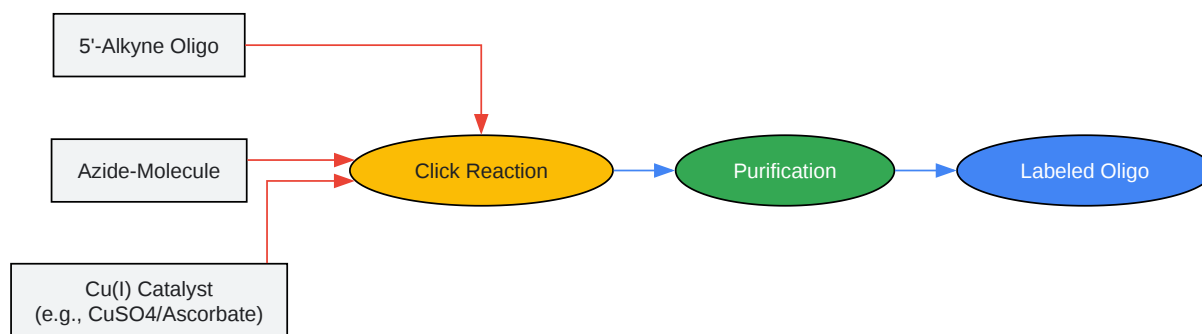 5'-Alkyne Oligo
Azide-Molecule
Click Reaction
Purification
Labeled Oligo
Cu(I) Catalyst
(e.g., CuSO4/Ascorbate)